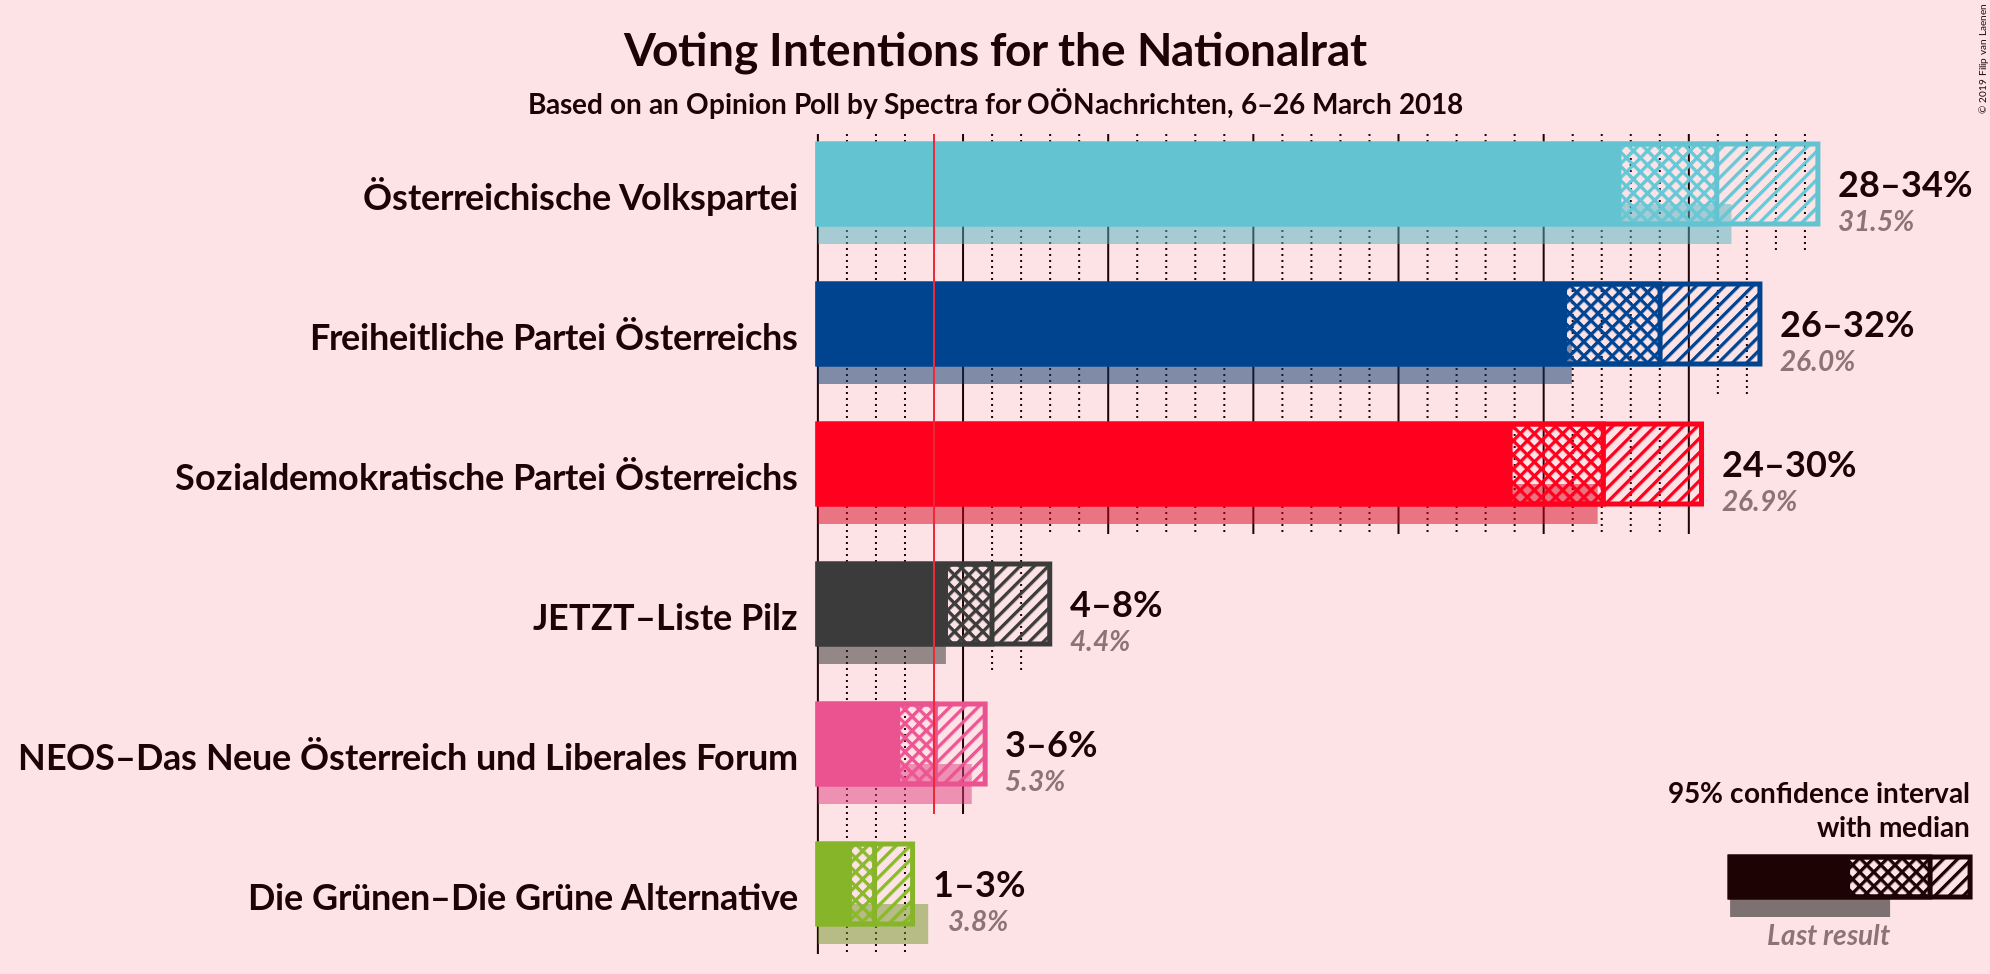 Voting Intentions for the Nationalrat
Based on an Opinion Poll by Spectra for OÖNachrichten, 6–26 March 2018
© 2019 Filip van Laenen
Österreichische Volkspartei
28–34%
31.5%
Freiheitliche Partei Österreichs
26–32%
26.0%
Sozialdemokratische Partei Österreichs
24–30%
26.9%
JETZT–Liste Pilz
4–8%
4.4%
NEOS–Das Neue Österreich und Liberales Forum
3–6%
5.3%
Die Grünen–Die Grüne Alternative
1–3%
3.8%
95% confidence interval
with median
Last result